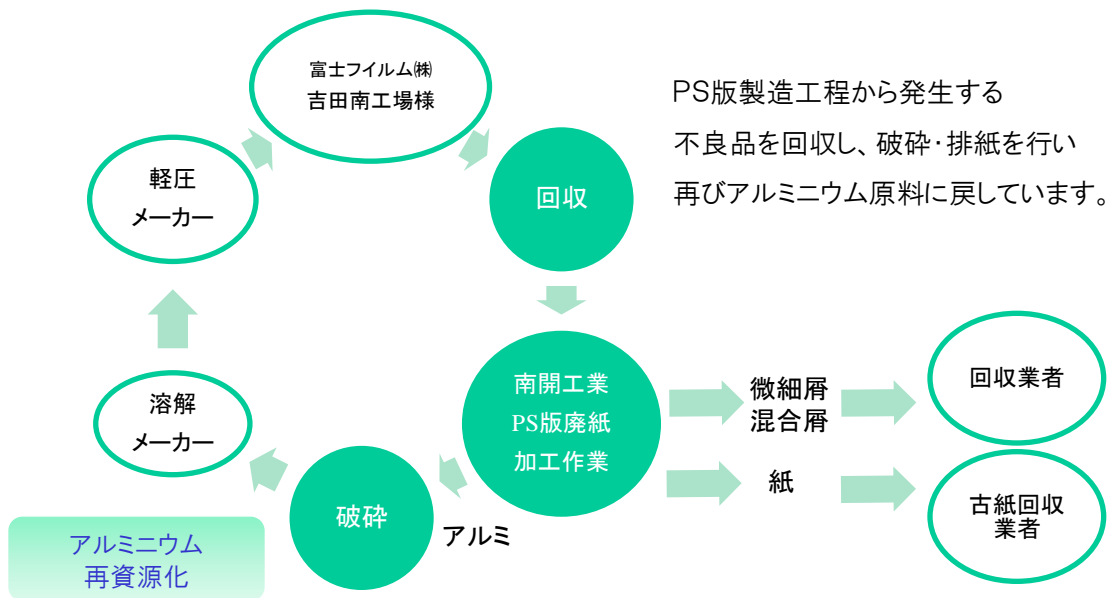 富士フイルム㈱
吉田南工場様
PS版製造工程から発生する
不良品を回収し、破砕・排紙を行い
再びアルミニウム原料に戻しています。
回収
軽圧
メーカー
南開工業
PS版廃紙
加工作業
微細屑
混合屑
回収業者
溶解
メーカー
紙
古紙回収
業者
破砕
アルミ
アルミニウム
再資源化